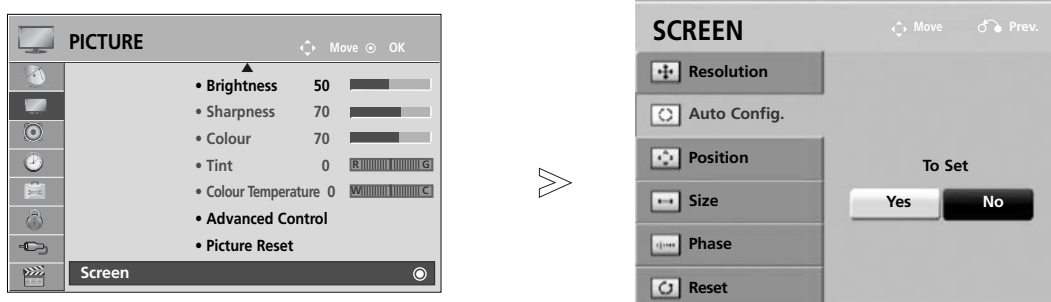 PICTURE
Move OK
• Brightness 50
• Sharpness 70
• Colour 70
• Tint 0 R G
• Colour Temperature 0 W C
• Advanced Control
• Picture Reset
Screen
SCREEN
Move Prev.
Resolution
Auto Config.
Position
Size
Phase
Reset
To Set
Yes No